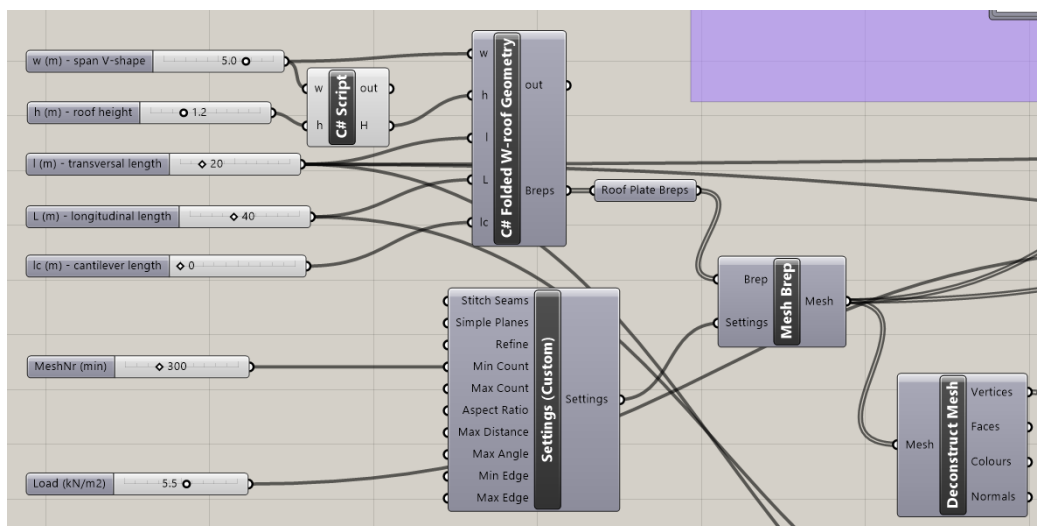 w (m) - span V-shape 5.0
h (m) - roof height 1.2
l (m) - transversal length 20
L (m) - longitudinal length 40
lc (m) - cantilever length 0
MeshNr (min) 300
Load (kN/m2) 5.5
w
h
C# Script
out
H
w
h
l
L
lc
C# Folded W-roof Geometry
out
Breps
Roof Plate Breps
Brep
Settings
Mesh Brep
Mesh
Stitch Seams
Simple Planes
Refine
Min Count
Max Count
Aspect Ratio
Max Distance
Max Angle
Min Edge
Max Edge
Settings (Custom)
Settings
Mesh
Deconstruct Mesh
Vertices
Faces
Colours
Normals